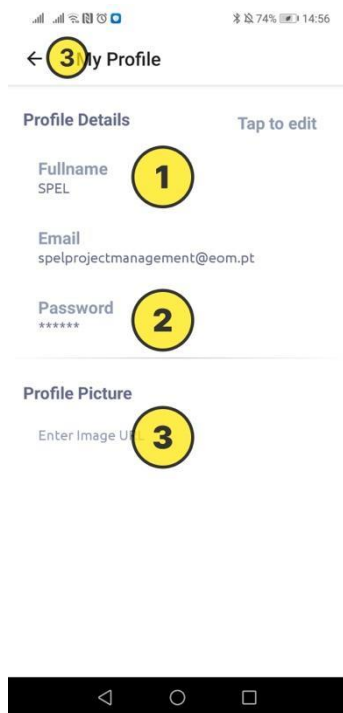 74% 14:56
3 My Profile
Profile Details
Tap to edit
Fullname
1
SPEL
Email
spelprojectmanagement@eom.pt
Password
2
******
Profile Picture
Enter Image URL
3